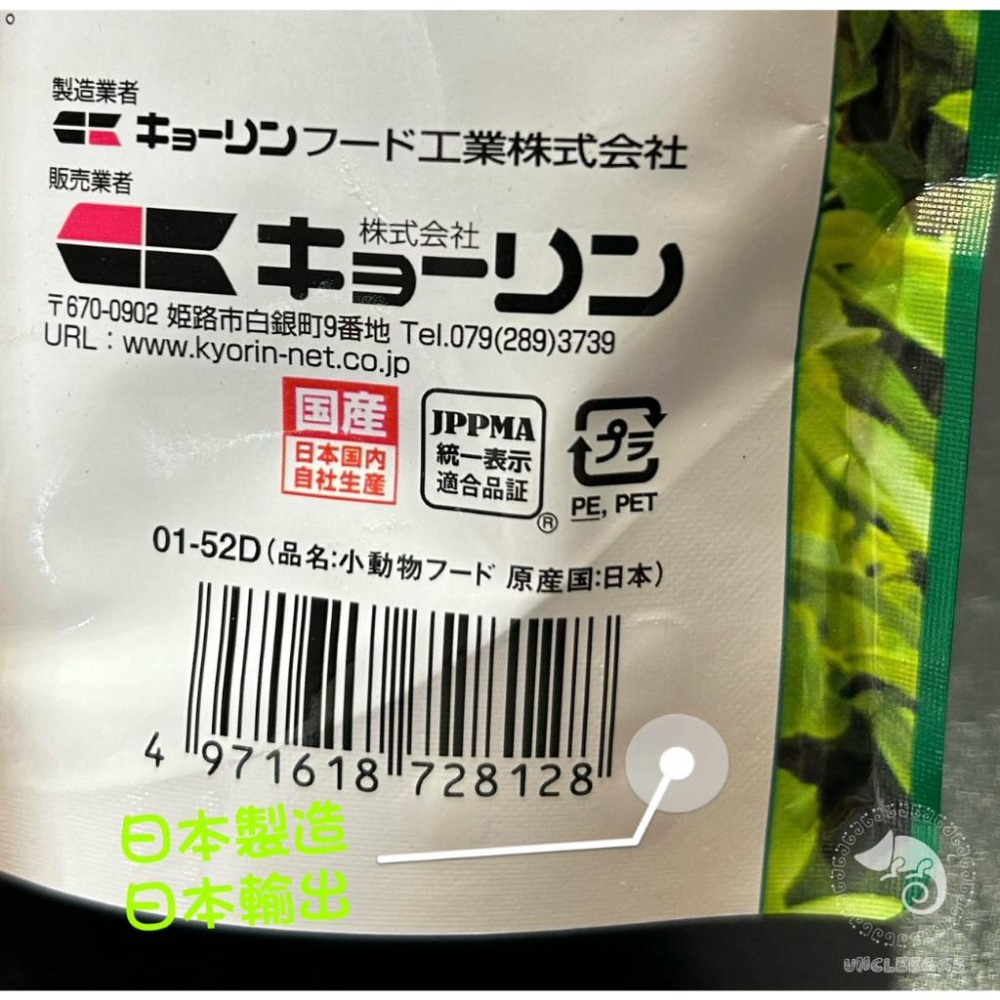 製造業者
キョーリンフード工業株式会社
販売業者
株式会社
キョーリン
〒670-0902 姫路市白銀町9番地 Tel.079(289)3739
URL：www.kyorin-net.co.jp
国産
日本国内
自社生産
JPPMA
統一表示
適合品証
®
プラ
PE, PET
01-52D(品名:小動物フード 原産国:日本)
4 971618 728128
日本製造
日本輸出